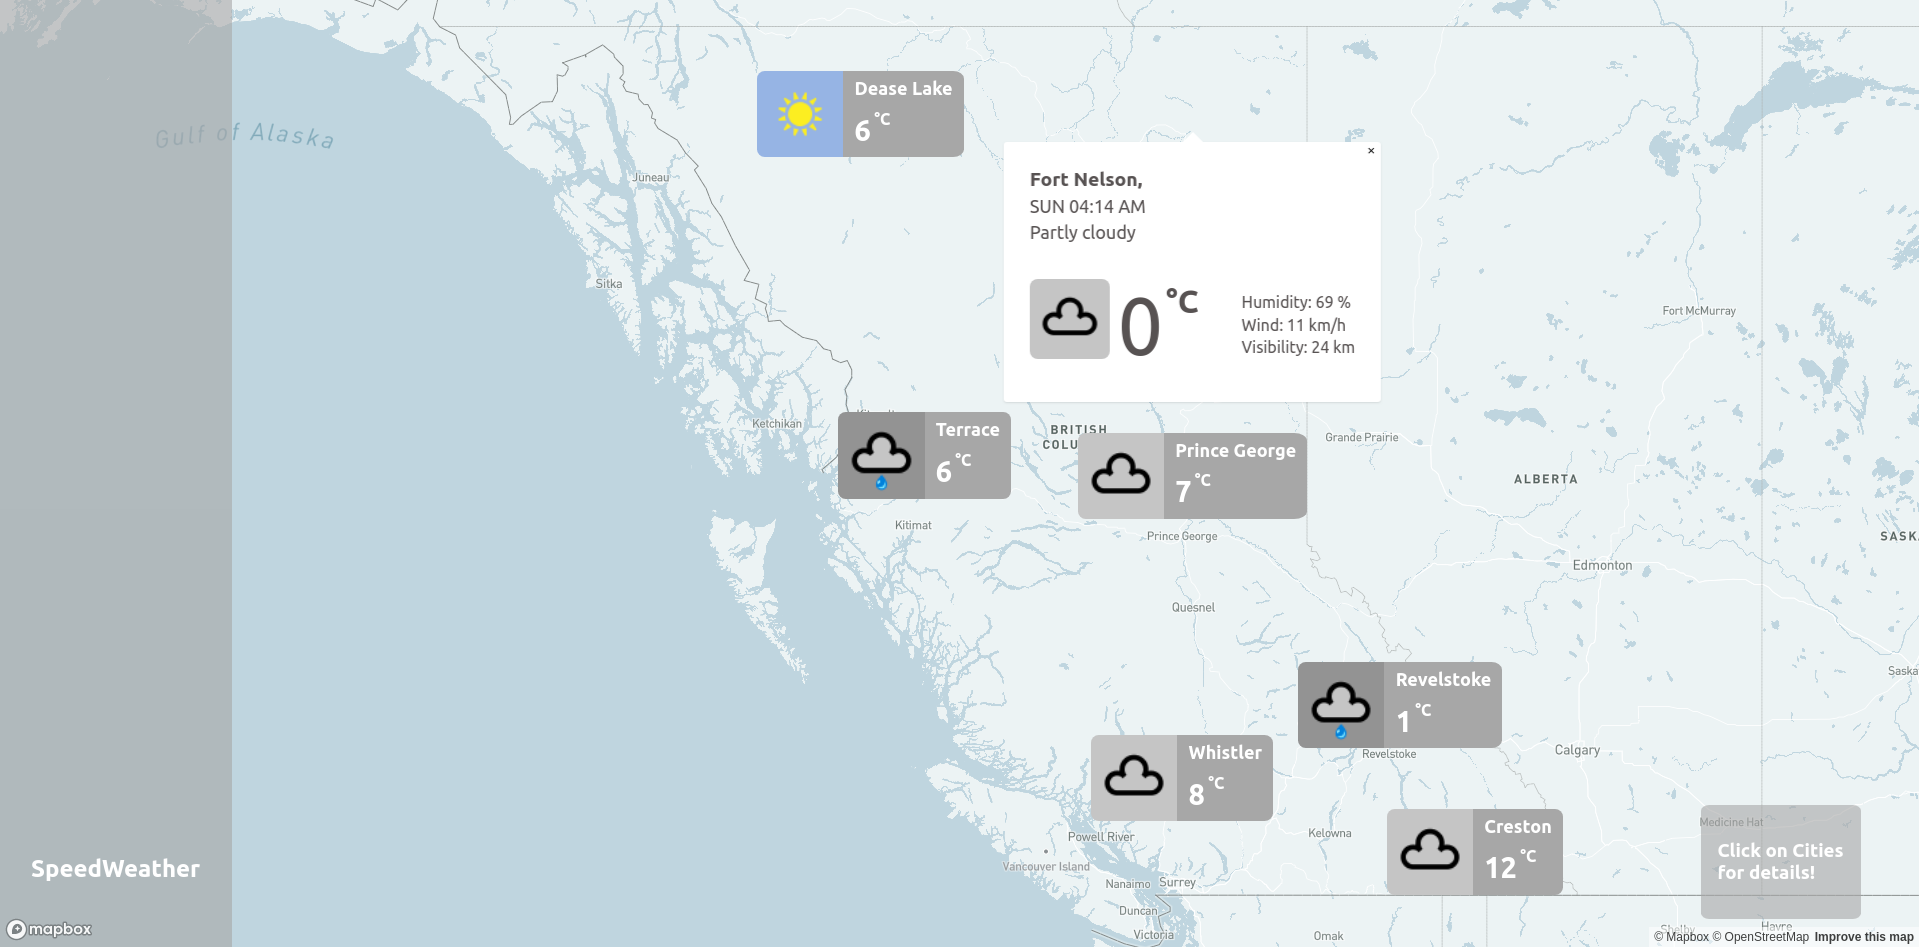 Gulf of Alaska
Dease Lake
6 °C
Juneau
×
Fort Nelson,
SUN 04:14 AM
Partly cloudy
0 °C
Humidity: 69 %
Wind: 11 km/h
Visibility: 24 km
Sitka
Fort McMurray
Ketchikan
Terrace
6 °C
BRITISH
Prince George
7 °C
Grande Prairie
ALBERTA
Kitimat
Prince George
Edmonton
Quesnel
Revelstoke
1 °C
Revelstoke
Calgary
Whistler
8 °C
Creston
12 °C
Kelowna
Powell River
Vancouver Island
Nanaimo
Surrey
Duncan
Victoria
Omak
Medicine Hat
Click on Cities
for details!
Shelby
Havre
SpeedWeather
mapbox
© Mapbox © OpenStreetMap Improve this map